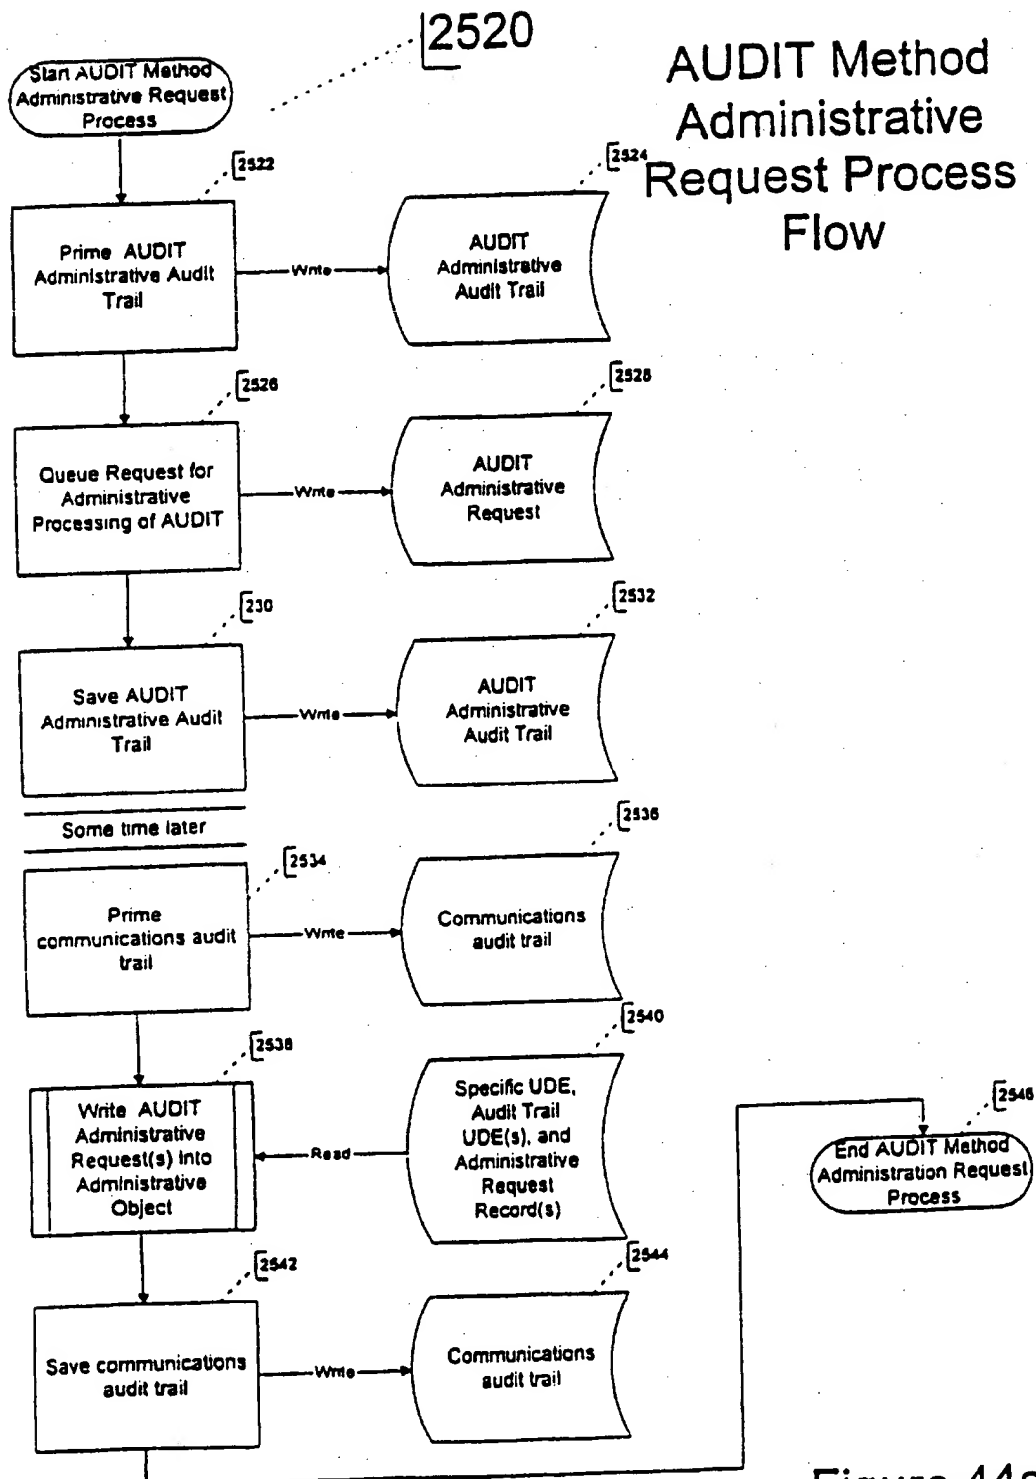 2520
AUDIT Method
Administrative
Request Process
Flow
Start AUDIT Method
Administrative Request
Process
2522
Prime AUDIT
Administrative Audit
Trail
Write
2524
AUDIT
Administrative
Audit Trail
2526
Queue Request for
Administrative
Processing of AUDIT
Write
2528
AUDIT
Administrative
Request
230
Save AUDIT
Administrative Audit
Trail
Write
2532
AUDIT
Administrative
Audit Trail
Some time later
2534
Prime
communications audit
trail
Write
2536
Communications
audit trail
2538
Write AUDIT
Administrative
Request(s) Into
Administrative
Object
Read
2540
Specific UDE,
Audit Trail
UDE(s), and
Administrative
Request
Record(s)
2542
Save communications
audit trail
Write
2544
Communications
audit trail
2546
End AUDIT Method
Administration Request
Process